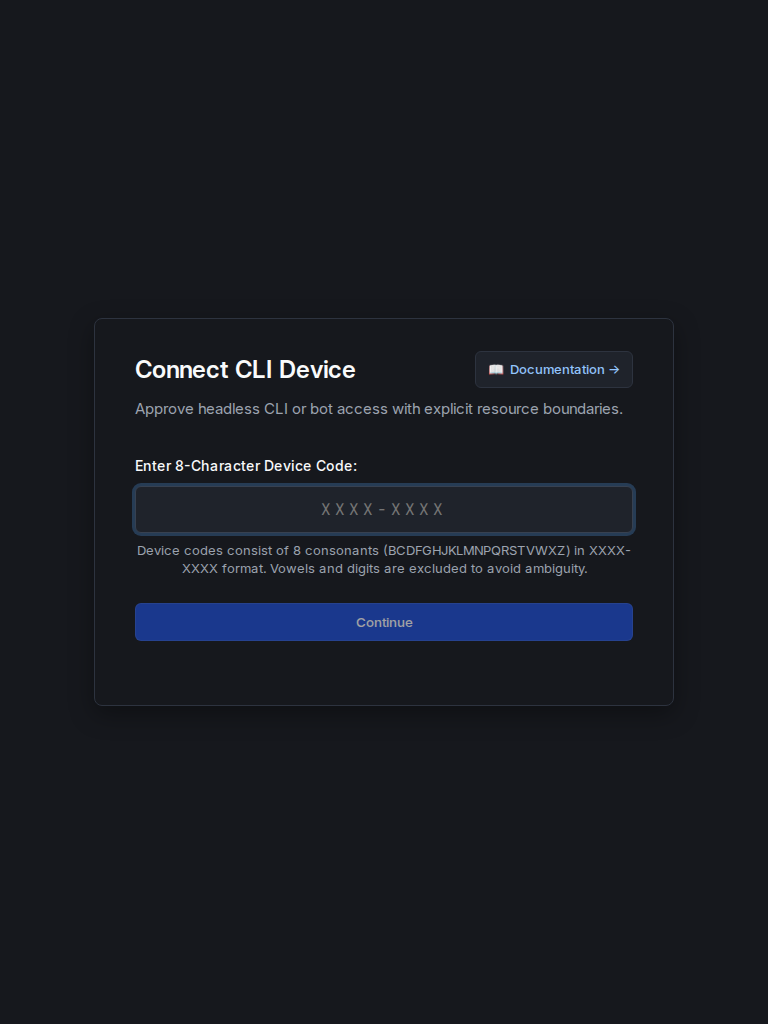 Connect CLI Device
📖 Documentation →
Approve headless CLI or bot access with explicit resource boundaries.
Enter 8-Character Device Code:
XXXX-XXXX
Device codes consist of 8 consonants (BCDFGHJKLMNPQRSTVWXZ) in XXXX-
XXXX format. Vowels and digits are excluded to avoid ambiguity.
Continue